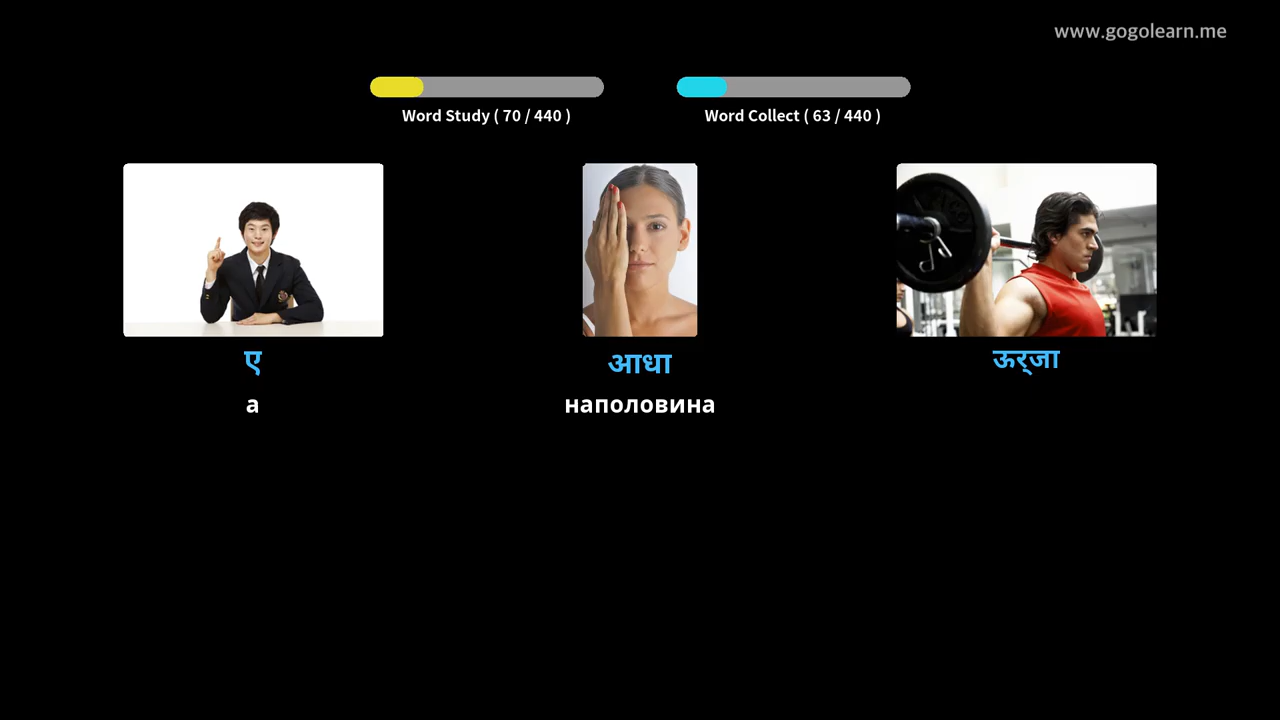 www.gogolearn.me
Word Study ( 70 / 440 )
Word Collect ( 63 / 440 )
ए
आधा
ऊर्‌जा
а
наполовина